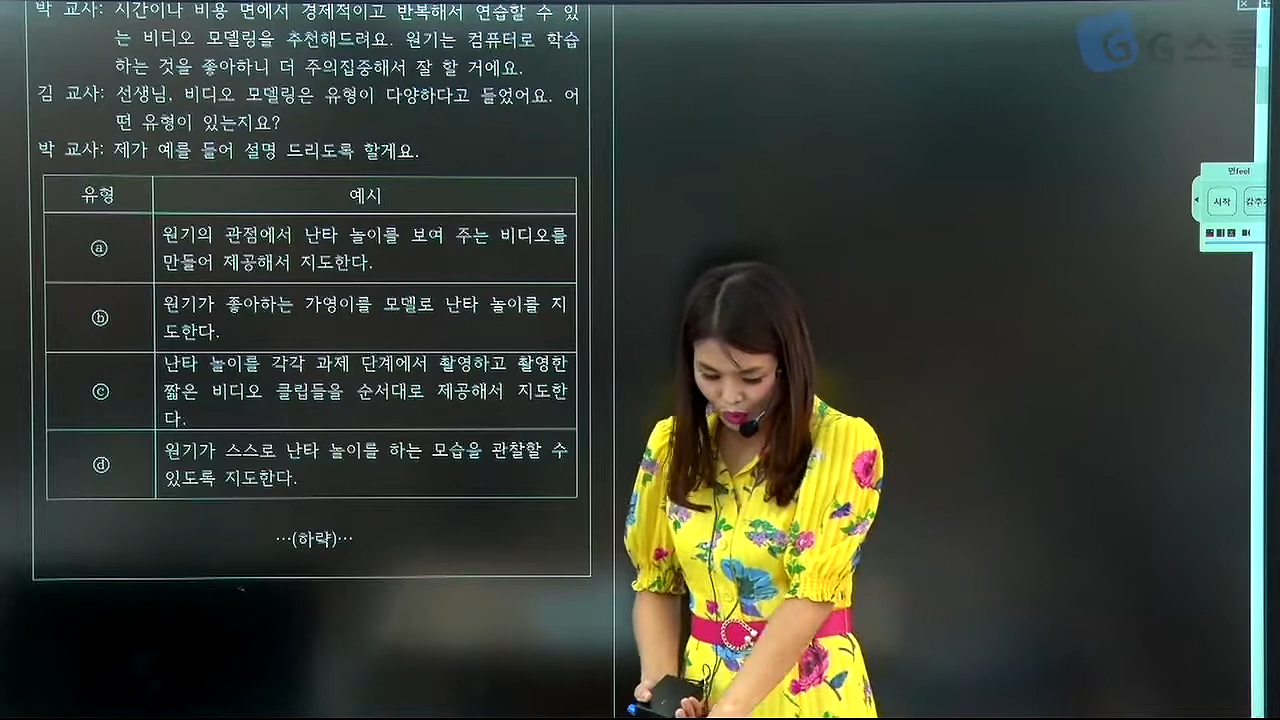 박 교사: 시간이나 비용 면에서 경제적이고 반복해서 연습할 수 있
는 비디오 모델링을 추천해드려요. 원기는 컴퓨터로 학습
하는 것을 좋아하니 더 주의집중해서 잘 할 거에요.
김 교사: 선생님, 비디오 모델링은 유형이 다양하다고 들었어요. 어
떤 유형이 있는지요?
박 교사: 제가 예를 들어 설명 드리도록 할게요.
유형 예시
ⓐ 원기의 관점에서 난타 놀이를 보여 주는 비디오를
만들어 제공해서 지도한다.
ⓑ 원기가 좋아하는 가영이를 모델로 난타 놀이를 지
도한다.
ⓒ 난타 놀이를 각각 과제 단계에서 촬영하고 촬영한
짧은 비디오 클립들을 순서대로 제공해서 지도한
다.
ⓓ 원기가 스스로 난타 놀이를 하는 모습을 관찰할 수
있도록 지도한다.
…(하략)…
G스쿨
면feel
시작 감추기